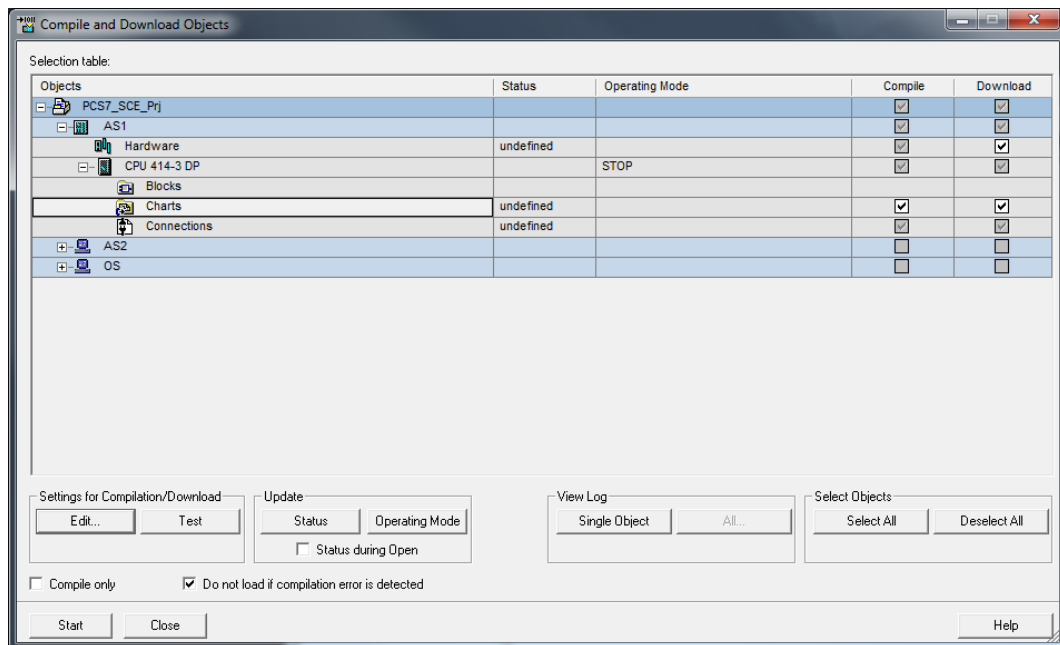 Compile and Download Objects
Selection table:
Objects Status Operating Mode Compile Download
PCS7_SCE_Prj
AS1
Hardware undefined
CPU 414-3 DP STOP
Blocks
Charts undefined
Connections undefined
AS2
OS
Settings for Compilation/Download Update View Log Select Objects
Edit... Test Status Operating Mode Single Object All... Select All Deselect All
Status during Open
Compile only Do not load if compilation error is detected
Start Close Help